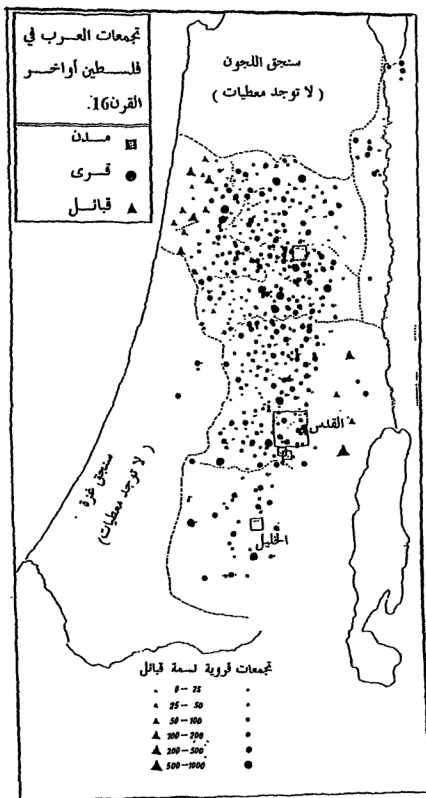 تجمعات العرب في
فلسطين أواخر
القرن16.
مدن
قرى
قبائل
سنجق اللجون
(لا توجد معطيات)
القدس
سنجق غزة
(لا توجد معطيات)
الخليل
تجمعات قروية نسمة قبائل
0 - 25
25 - 50
50 - 100
100 - 200
200 - 500
500 - 1000